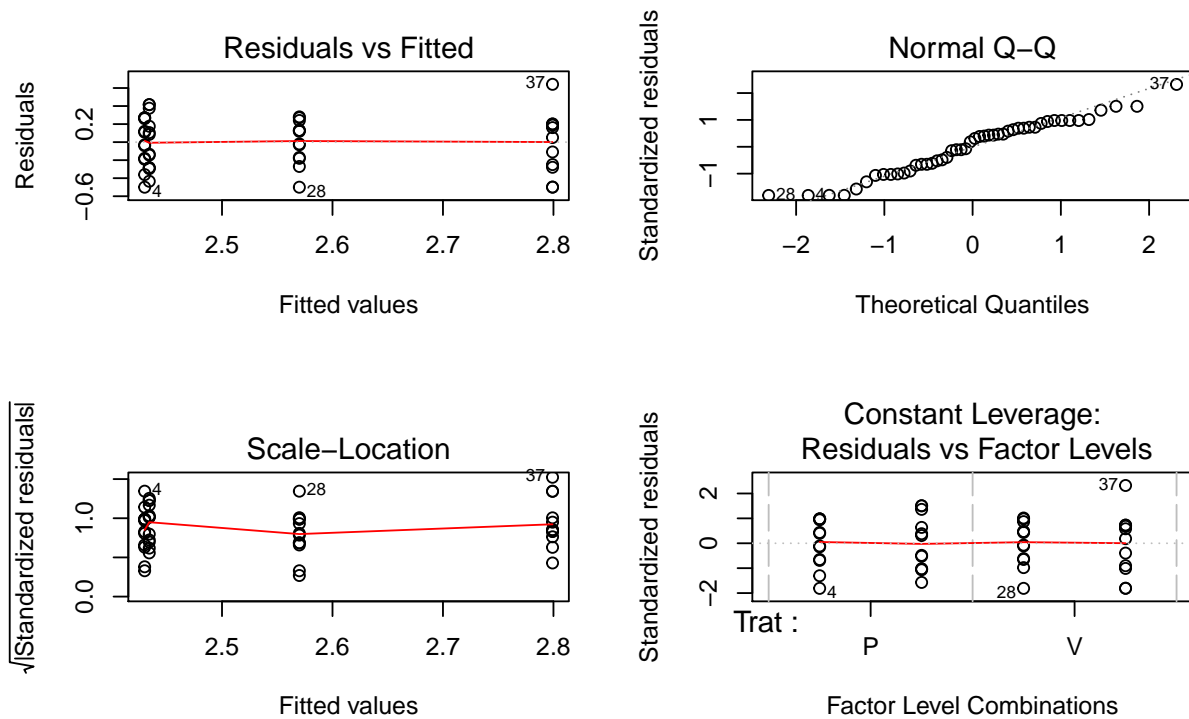 Residuals vs Fitted
Residuals
0.2
−0.6
37
4
28
2.5 2.6 2.7 2.8
Fitted values
Normal Q−Q
Standardized residuals
1
−1
37
28
4
−2 −1 0 1 2
Theoretical Quantiles
Scale−Location
√|Standardized residuals|
1.0
0.0
4
28
37
2.5 2.6 2.7 2.8
Fitted values
Constant Leverage:
Residuals vs Factor Levels
Standardized residuals
2
0
−2
37
4
28
Trat :
P V
Factor Level Combinations